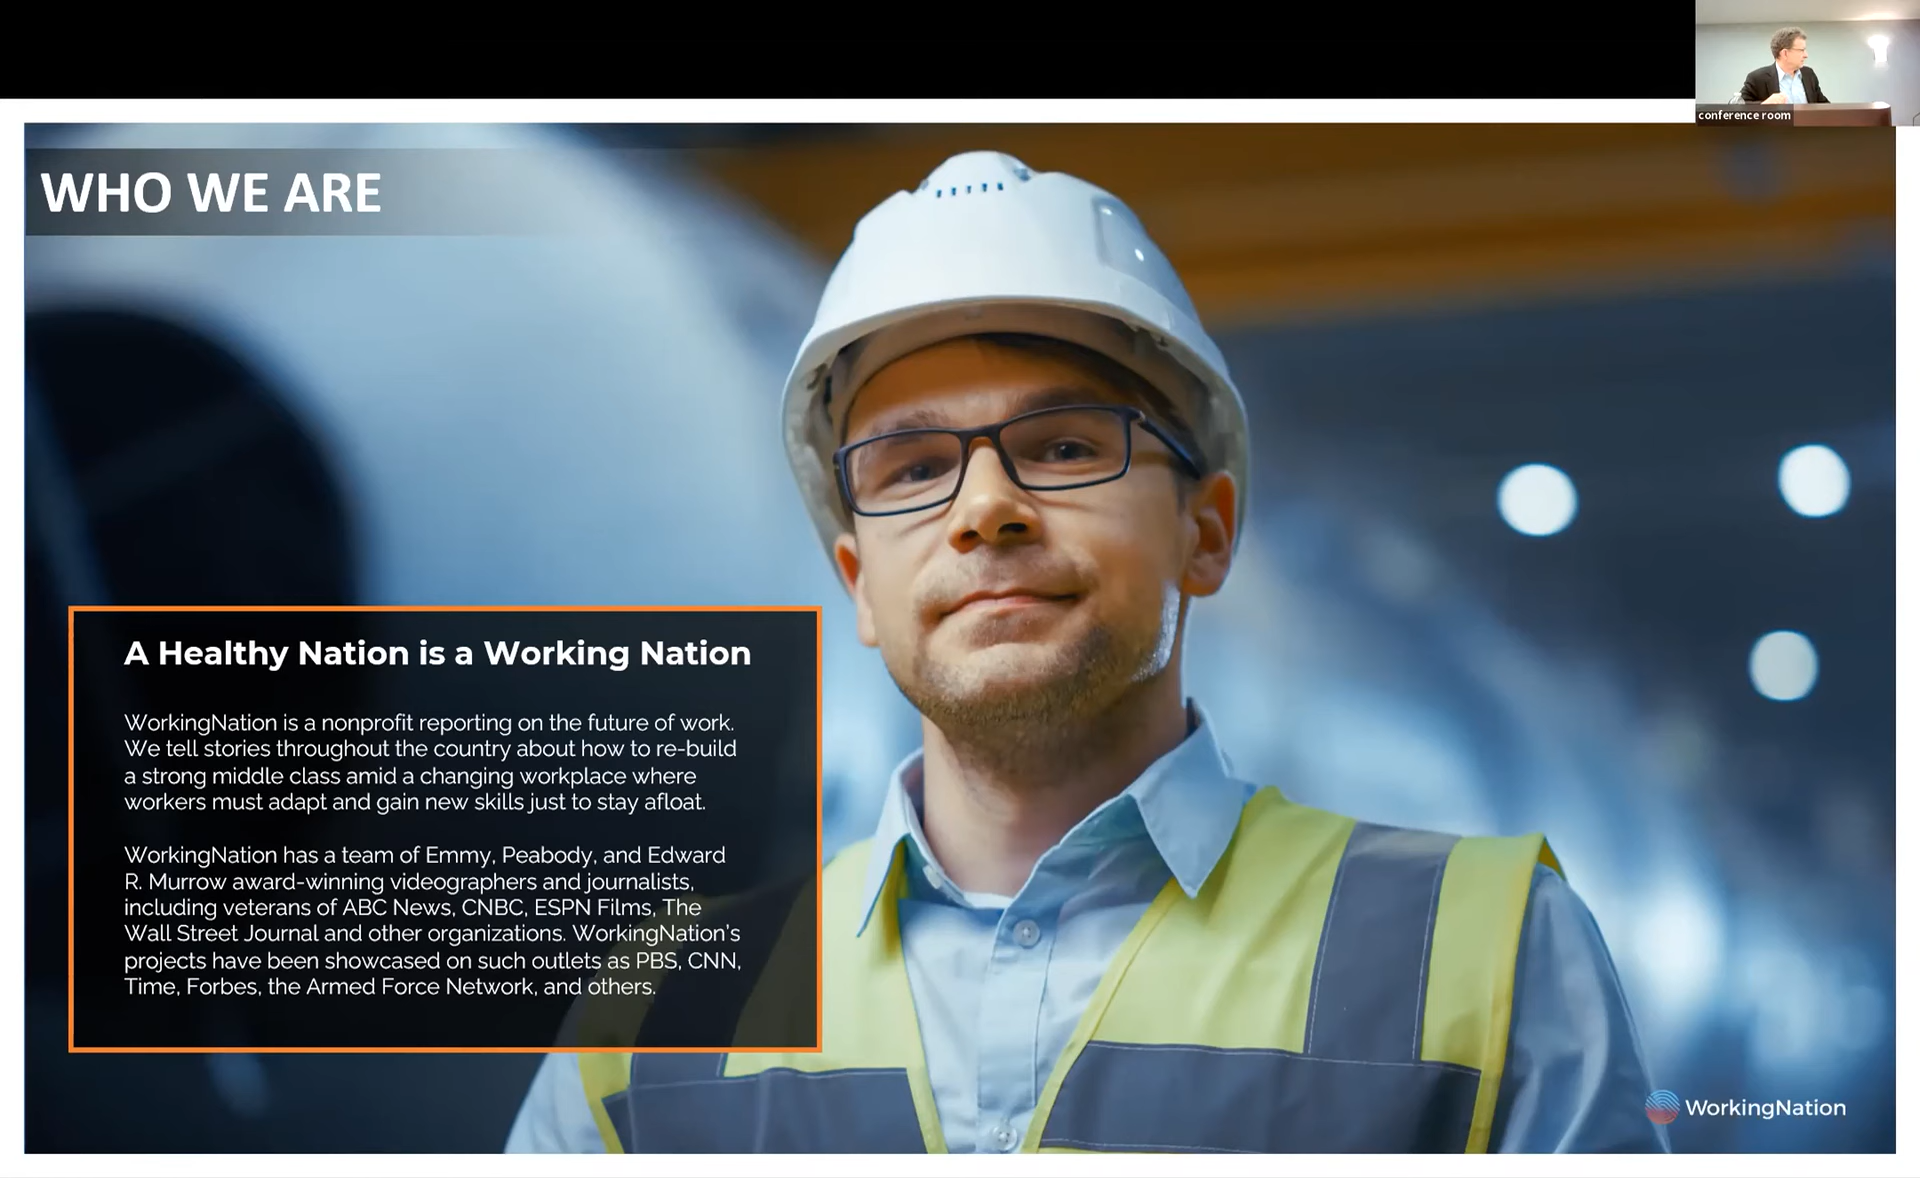 conference room
WHO WE ARE
A Healthy Nation is a Working Nation
WorkingNation is a nonprofit reporting on the future of work.
We tell stories throughout the country about how to re-build
a strong middle class amid a changing workplace where
workers must adapt and gain new skills just to stay afloat.
WorkingNation has a team of Emmy, Peabody, and Edward
R. Murrow award-winning videographers and journalists,
including veterans of ABC News, CNBC, ESPN Films, The
Wall Street Journal and other organizations. WorkingNation's
projects have been showcased on such outlets as PBS, CNN,
Time, Forbes, the Armed Force Network, and others.
WorkingNation